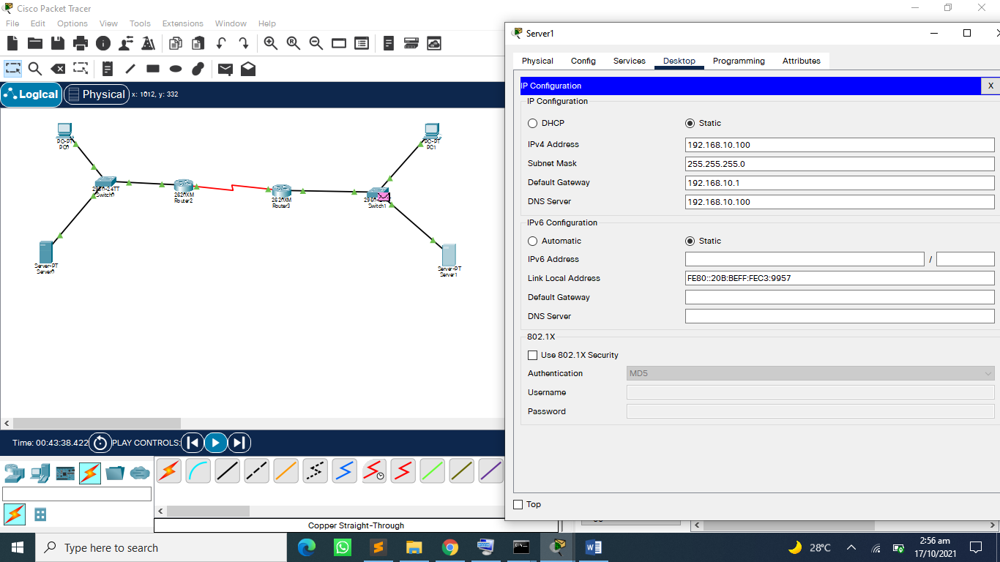 Cisco Packet Tracer
File Edit Options View Tools Extensions Window Help
Logical
Physical
x: 1012, y: 332
PC-PT
PC0
PC-PT
PC1
2950-24TT
Switch0
2620XM
Router2
2620XM
Router3
Switch1
Server-PT
Server0
Server-PT
Server1
Time: 00:43:38.422
PLAY CONTROLS:
Copper Straight-Through
Server1
Physical Config Services Desktop Programming Attributes
IP Configuration
X
IP Configuration
DHCP
Static
IPv4 Address
192.168.10.100
Subnet Mask
255.255.255.0
Default Gateway
192.168.10.1
DNS Server
192.168.10.100
IPv6 Configuration
Automatic
Static
IPv6 Address
/
Link Local Address
FE80::20B:BEFF:FEC3:9957
Default Gateway
DNS Server
802.1X
Use 802.1X Security
Authentication
MD5
Username
Password
Top
Type here to search
28°C
2:56 am
17/10/2021